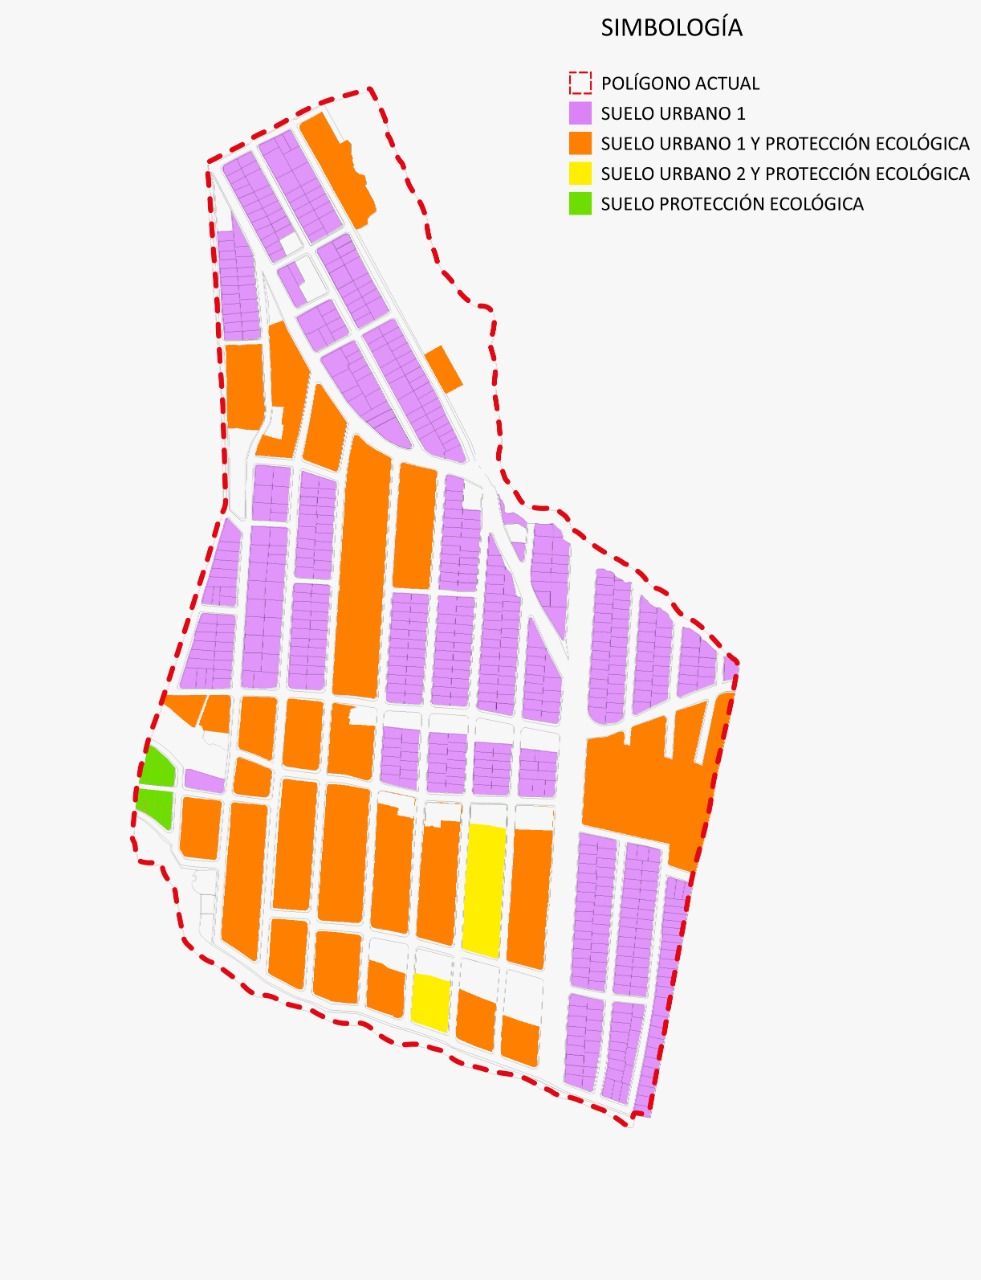 SIMBOLOGÍA
POLÍGONO ACTUAL
SUELO URBANO 1
SUELO URBANO 1 Y PROTECCIÓN ECOLÓGICA
SUELO URBANO 2 Y PROTECCIÓN ECOLÓGICA
SUELO PROTECCIÓN ECOLÓGICA